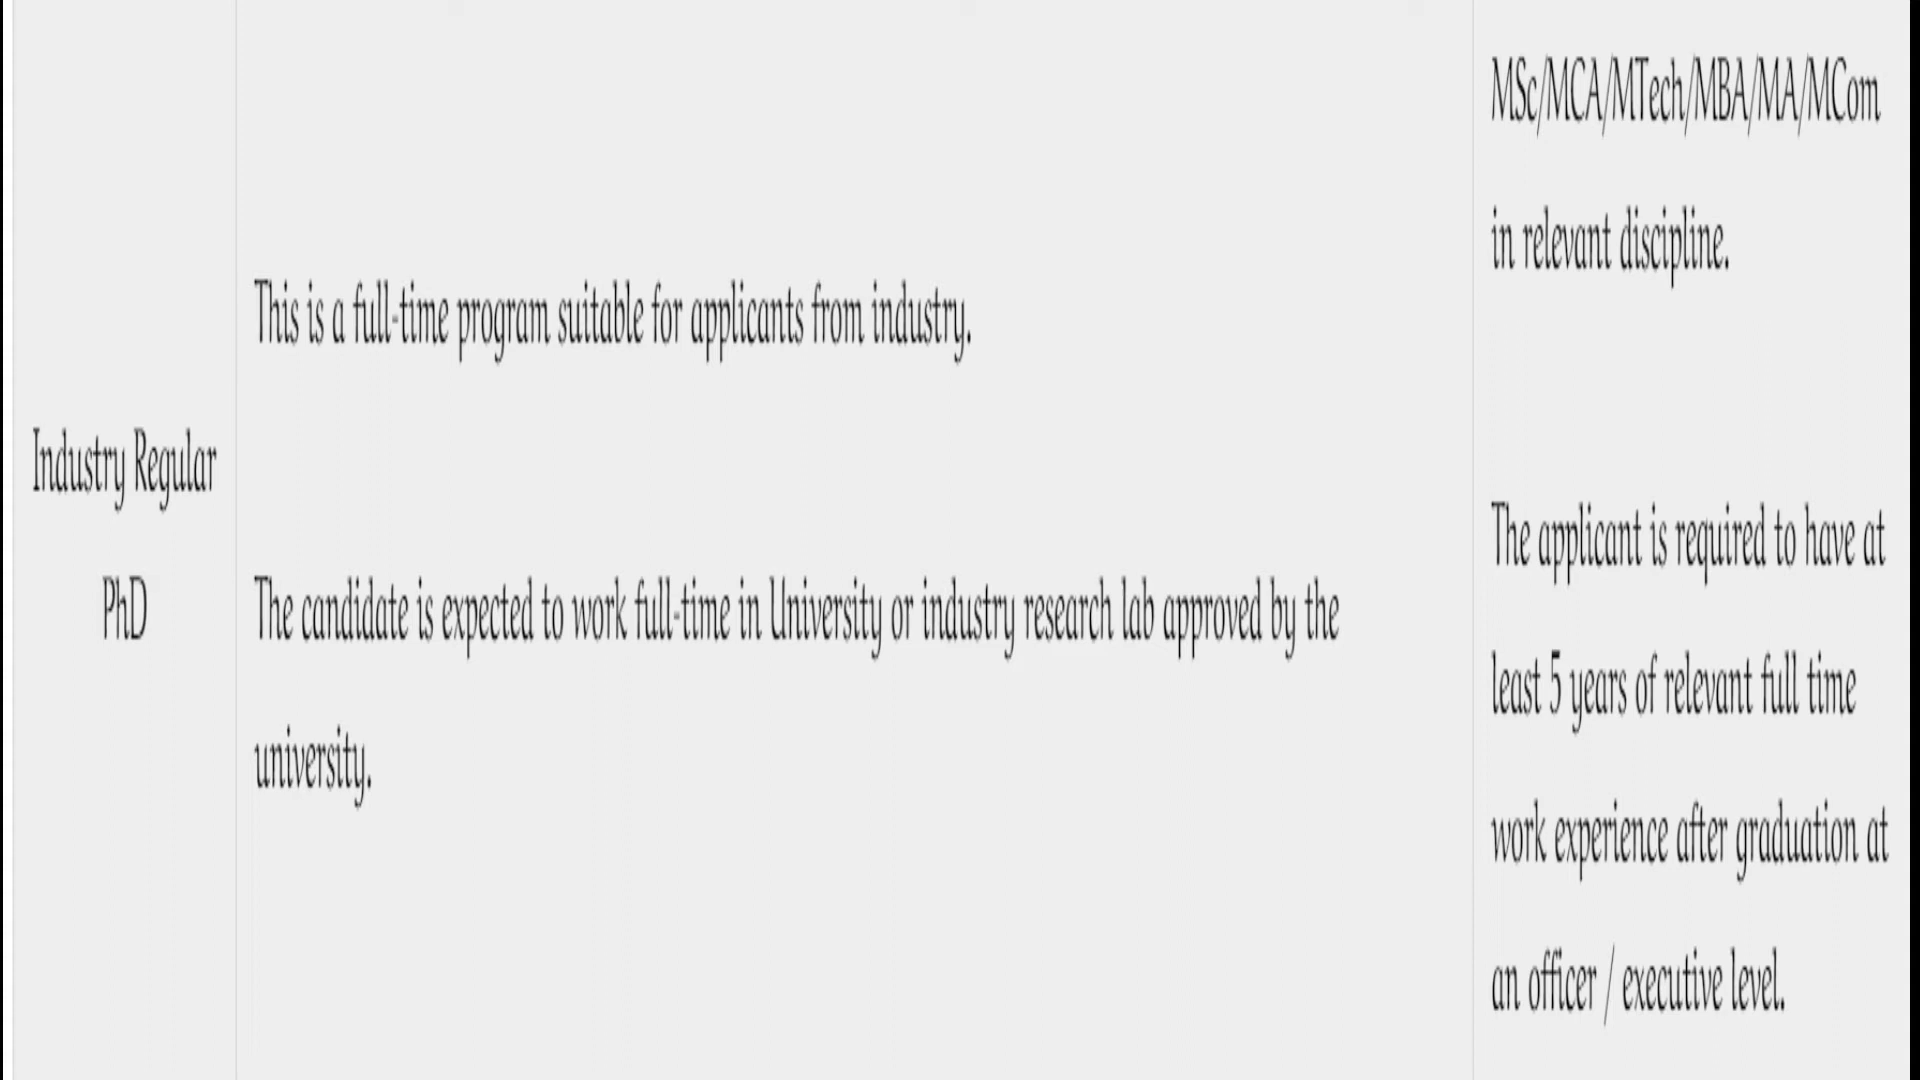 Industry Regular
PhD
This is a full-time program suitable for applicants from industry.
The candidate is expected to work full-time in University or industry research lab approved by the
university.
MSc/MCA/MTech/MBA/MA/MCom
in relevant discipline.
The applicant is required to have at
least 5 years of relevant full time
work experience after graduation at
an officer / executive level.